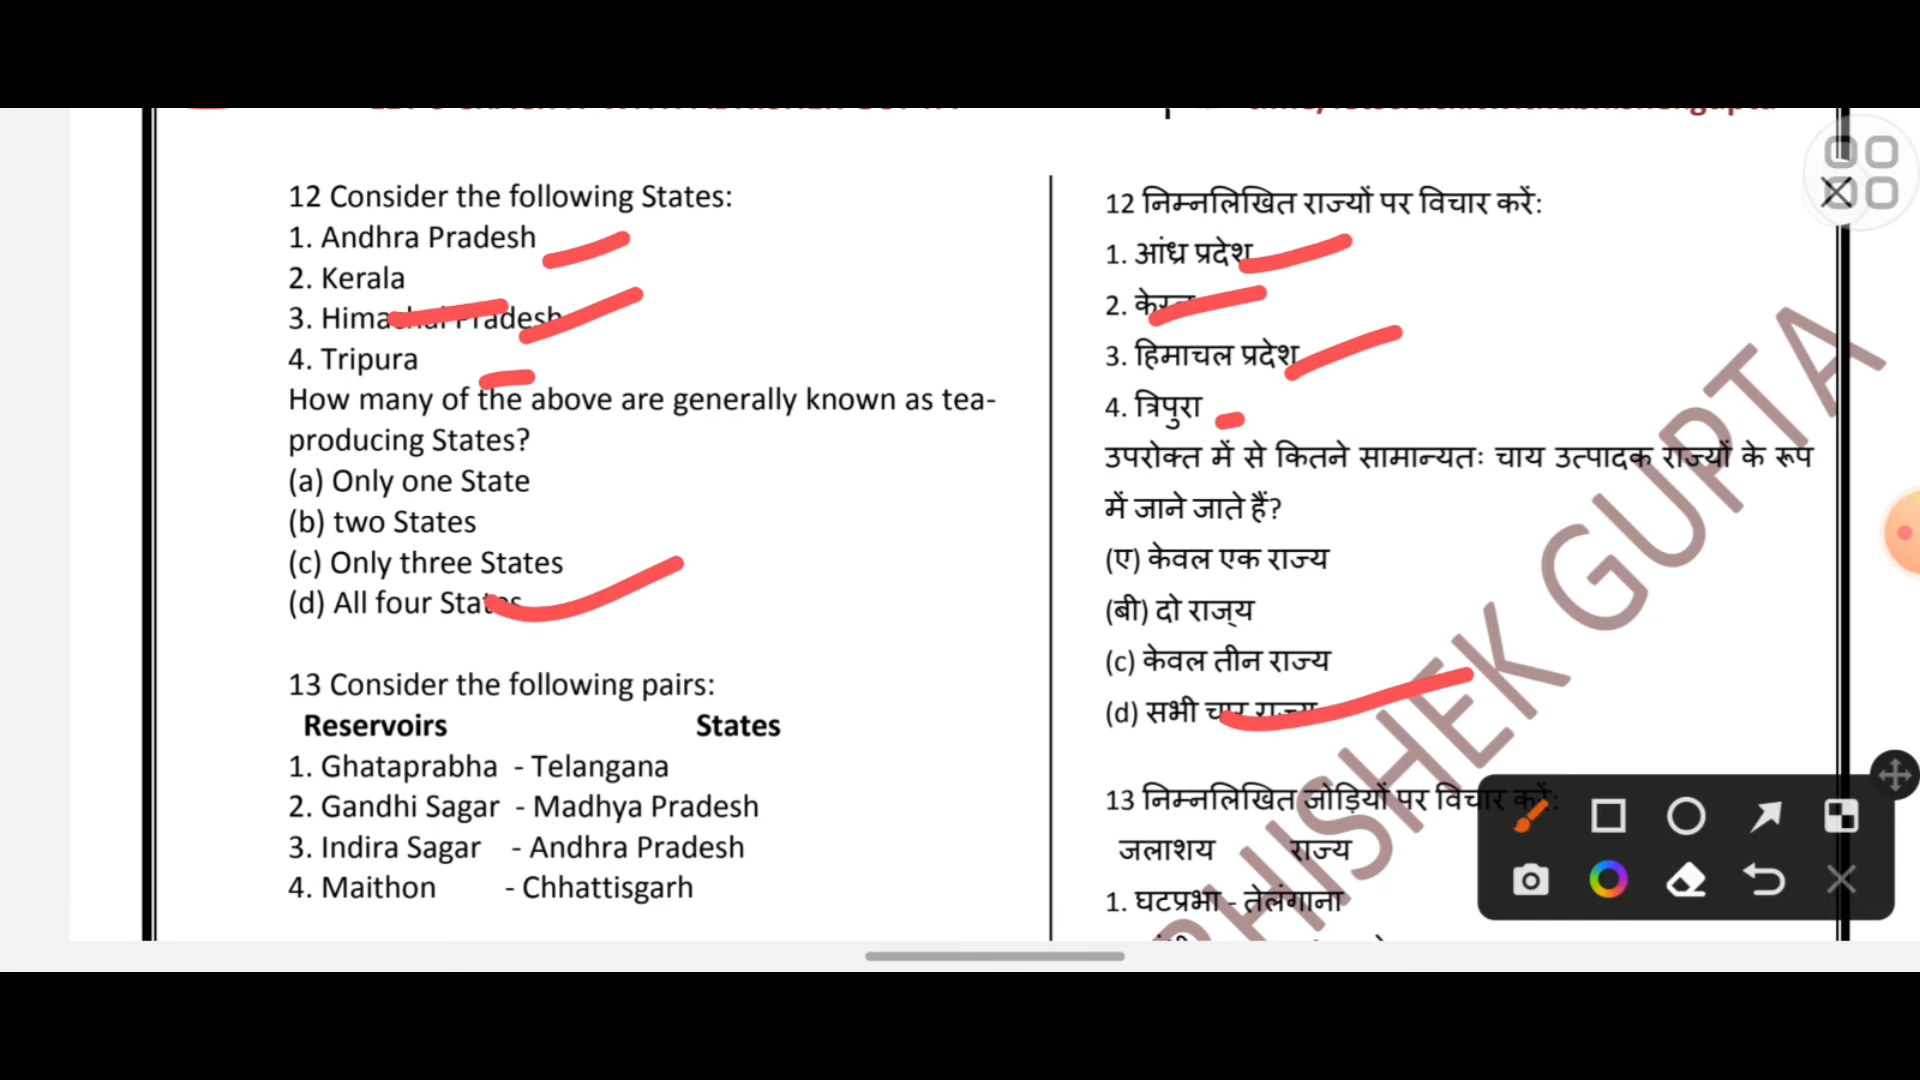 12 Consider the following States:
1. Andhra Pradesh
2. Kerala
3. Himachal Pradesh
4. Tripura
How many of the above are generally known as tea-
producing States?
(a) Only one State
(b) two States
(c) Only three States
(d) All four States
13 Consider the following pairs:
Reservoirs States
1. Ghataprabha - Telangana
2. Gandhi Sagar - Madhya Pradesh
3. Indira Sagar - Andhra Pradesh
4. Maithon - Chhattisgarh
12 निम्नलिखित राज्यों पर विचार करें:
1. आंध्र प्रदेश
2. केरल
3. हिमाचल प्रदेश
4. त्रिपुरा
उपरोक्त में से कितने सामान्यतः चाय उत्पादक राज्यों के रूप
में जाने जाते हैं?
(ए) केवल एक राज्य
(बी) दो राज्य
(c) केवल तीन राज्य
(d) सभी चार राज्य
13 निम्नलिखित जोड़ियों पर विचार करें:
जलाशय राज्य
1. घटप्रभा - तेलंगाना
GUPTA